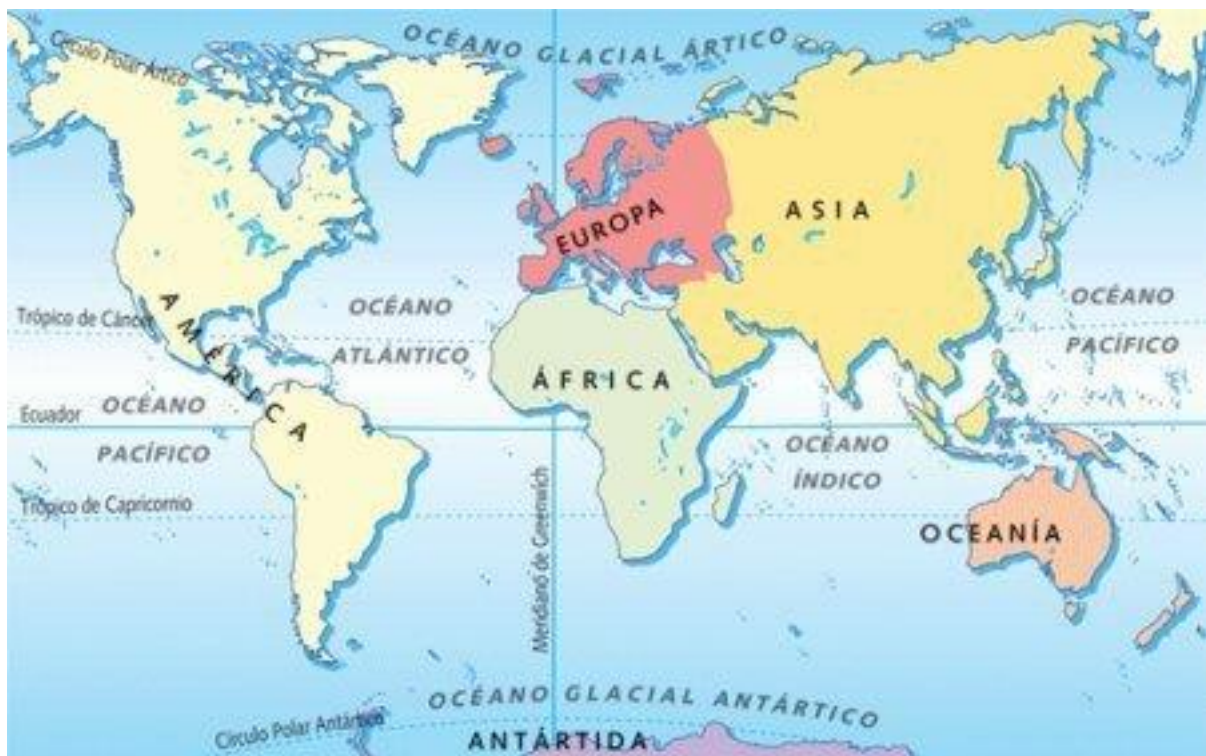 OCÉANO GLACIAL ÁRTICO
Círculo Polar Ártico
EUROPA
ASIA
Trópico de Cáncer
AMÉRICA
OCÉANO
ATLÁNTICO
OCÉANO
PACÍFICO
ÁFRICA
Ecuador
OCÉANO
PACÍFICO
OCÉANO
ÍNDICO
Trópico de Capricornio
Meridiano de Greenwich
OCEANÍA
OCÉANO GLACIAL ANTÁRTICO
Círculo Polar Antártico
ANTÁRTIDA